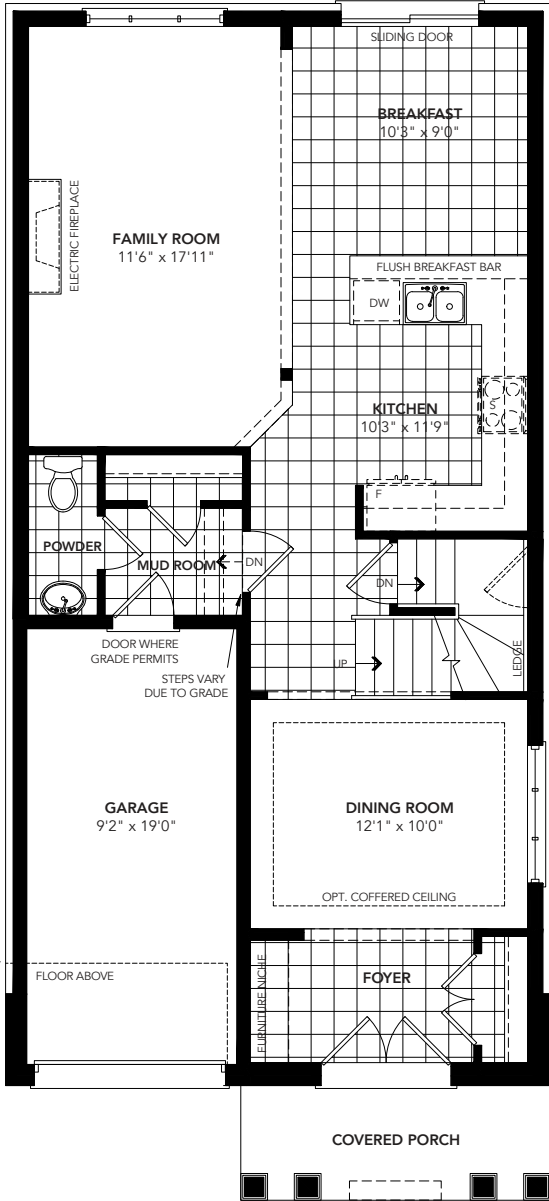 SLIDING DOOR
BREAKFAST
10'3" x 9'0"
ELECTRIC FIREPLACE
FAMILY ROOM
11'6" x 17'11"
FLUSH BREAKFAST BAR
DW
S
KITCHEN
10'3" x 11'9"
F
POWDER
MUD ROOM
DN
DN
DOOR WHERE
GRADE PERMITS
STEPS VARY
DUE TO GRADE
UP
LEDGE
GARAGE
9'2" x 19'0"
DINING ROOM
12'1" x 10'0"
OPT. COFFERED CEILING
FLOOR ABOVE
FURNITURE NICHE
FOYER
COVERED PORCH